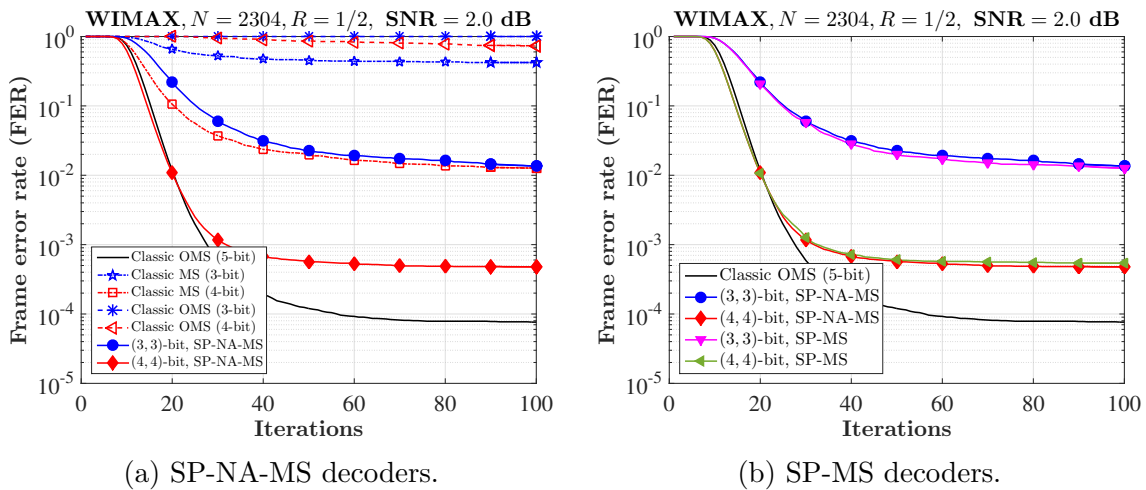 WIMAX, N = 2304, R = 1/2, SNR = 2.0 dB
Frame error rate (FER)
10^0
10^-1
10^-2
10^-3
10^-4
10^-5
Classic OMS (5-bit)
Classic MS (3-bit)
Classic MS (4-bit)
Classic OMS (3-bit)
Classic OMS (4-bit)
(3, 3)-bit, SP-NA-MS
(4, 4)-bit, SP-NA-MS
20 40 60 80 100
Iterations
(a) SP-NA-MS decoders.
WIMAX, N = 2304, R = 1/2, SNR = 2.0 dB
Frame error rate (FER)
10^0
10^-1
10^-2
10^-3
10^-4
10^-5
Classic OMS (5-bit)
(3, 3)-bit, SP-NA-MS
(4, 4)-bit, SP-NA-MS
(3, 3)-bit, SP-MS
(4, 4)-bit, SP-MS
20 40 60 80 100
Iterations
(b) SP-MS decoders.